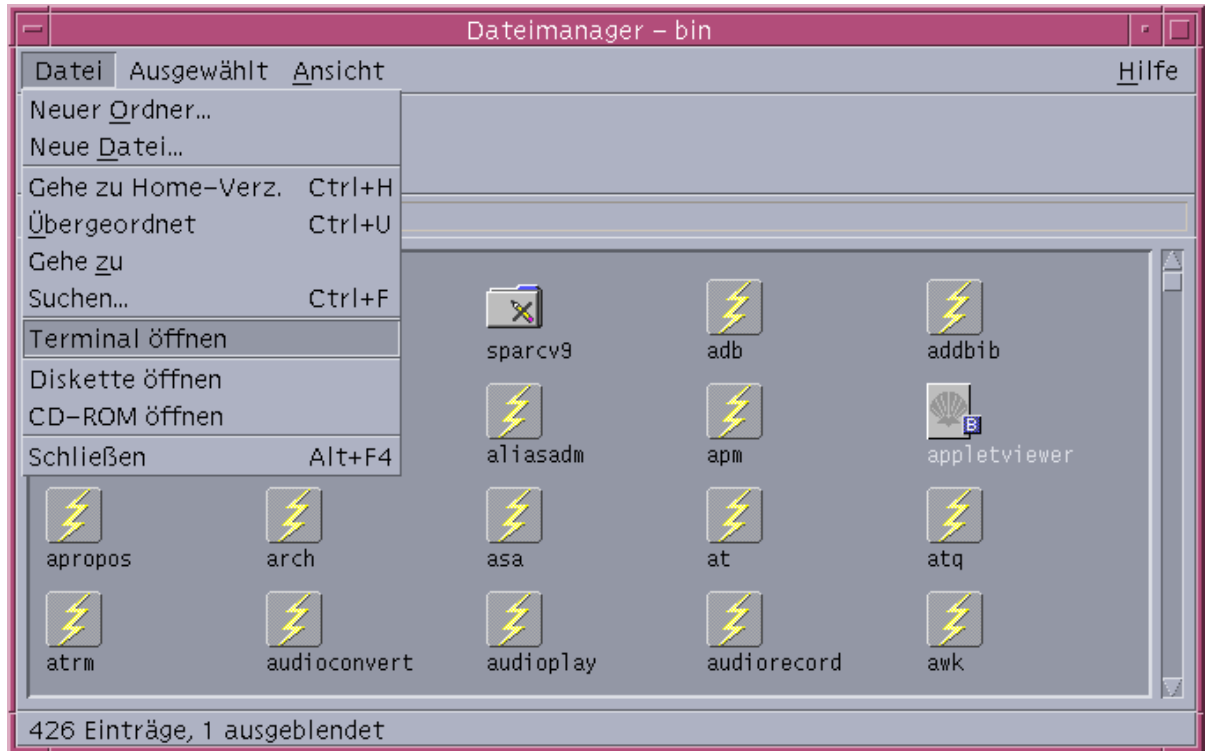 Dateimanager – bin
Datei Ausgewählt Ansicht Hilfe
Neuer Ordner...
Neue Datei...
Gehe zu Home–Verz. Ctrl+H
Übergeordnet Ctrl+U
Gehe zu
Suchen... Ctrl+F
Terminal öffnen
Diskette öffnen
CD–ROM öffnen
Schließen Alt+F4
sparcv9 adb addbib
aliasadm apm appletviewer
B
apropos arch asa at atq
atrm audioconvert audioplay audiorecord awk
426 Einträge, 1 ausgeblendet